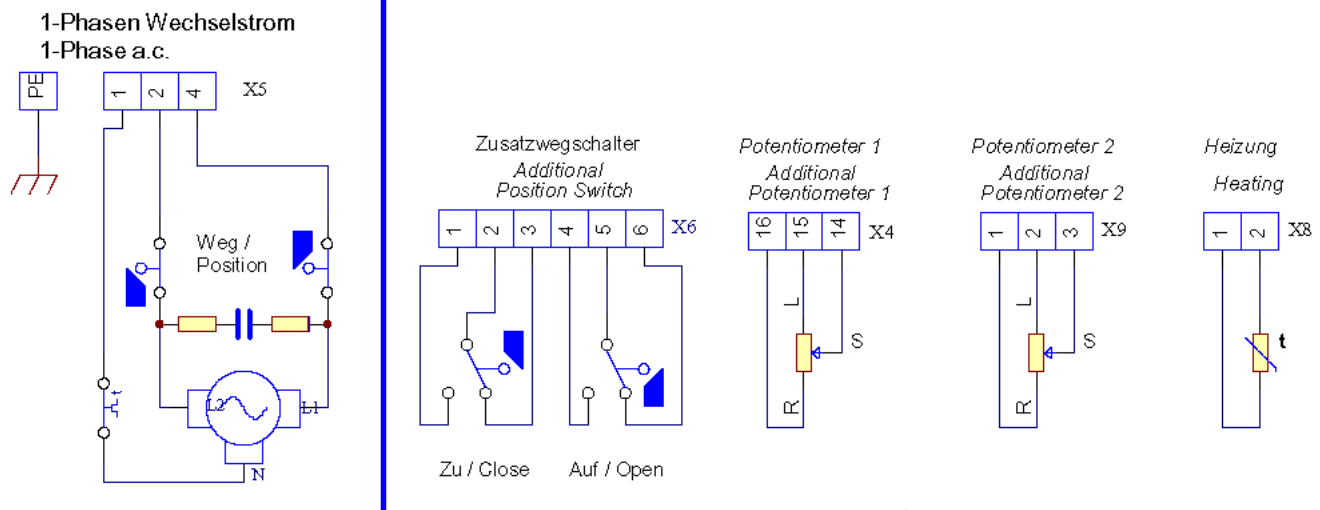 1-Phasen Wechselstrom
1-Phase a.c.
PE
1 2 4 X5
Weg /
Position
t
L2 L1
N
Zusatzwegschalter
Additional
Position Switch
1 2 3 4 5 6 X6
Zu / Close Auf / Open
Potentiometer 1
Additional
Potentiometer 1
16 15 14 X4
L
S
R
Potentiometer 2
Additional
Potentiometer 2
1 2 3 X9
L
S
R
Heizung
Heating
1 2 X8
t